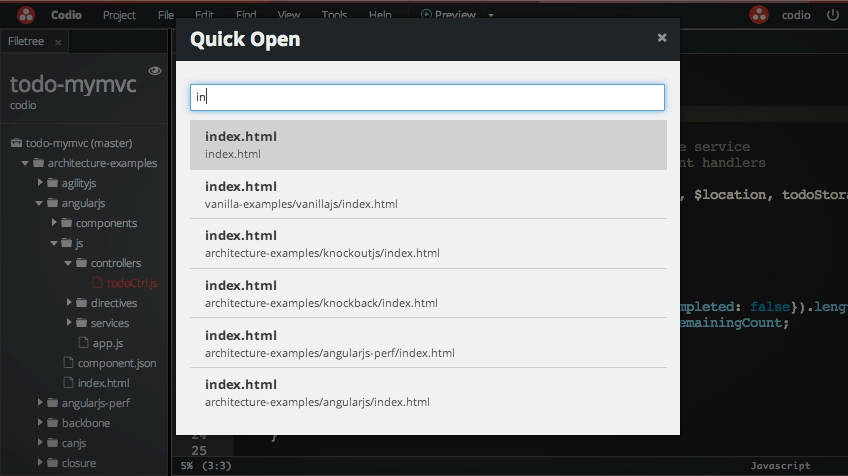 Codio Project File Edit Find View Tools Help Preview codio
Filetree ×
todo-mymvc
codio
todo-mymvc (master)
architecture-examples
agilityjs
angularjs
components
js
controllers
todoCtrl.js
directives
services
app.js
component.json
index.html
angularjs-perf
backbone
canjs
closure
Quick Open ×
in
index.html
index.html
index.html
vanilla-examples/vanillajs/index.html
index.html
architecture-examples/knockoutjs/index.html
index.html
architecture-examples/knockback/index.html
index.html
architecture-examples/angularjs-perf/index.html
index.html
architecture-examples/angularjs/index.html
e service
nt handlers
, $location, todoStora
mpleted: false}).leng
emainingCount;
24 }
25
5% (3:3) Javascript